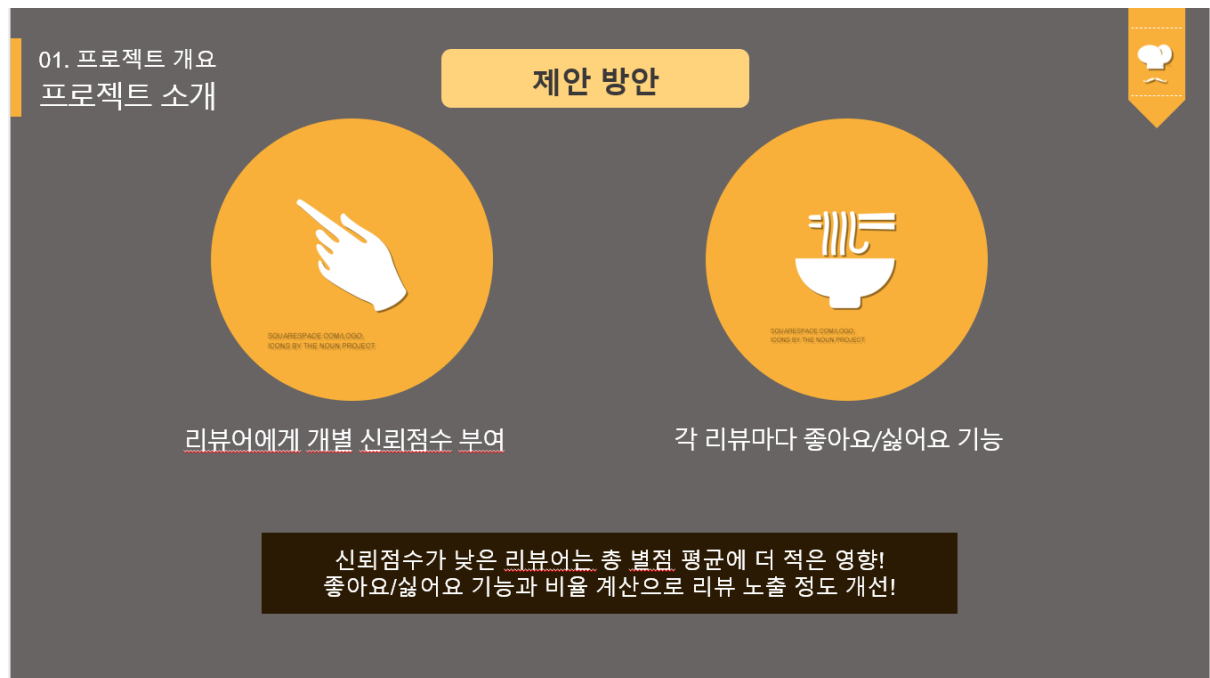 01. 프로젝트 개요
프로젝트 소개
제안 방안
SQUARESPACE.COM/LOGO;
ICONS BY THE NOUN PROJECT
SQUARESPACE.COM/LOGO;
ICONS BY THE NOUN PROJECT
리뷰어에게 개별 신뢰점수 부여
각 리뷰마다 좋아요/싫어요 기능
신뢰점수가 낮은 리뷰어는 총 별점 평균에 더 적은 영향!
좋아요/싫어요 기능과 비율 계산으로 리뷰 노출 정도 개선!